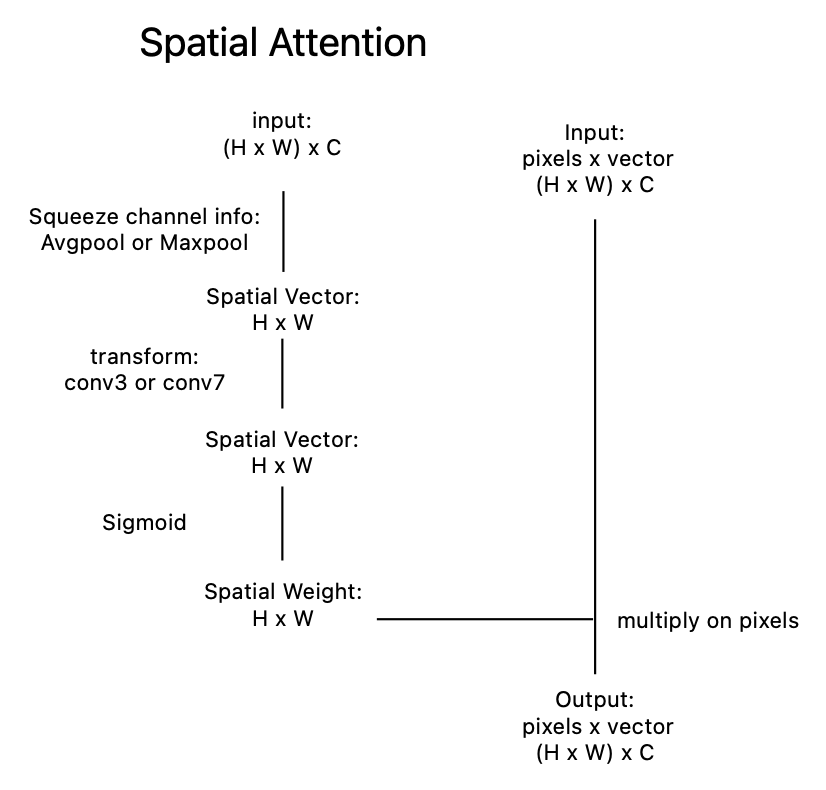 Spatial Attention
input:
(H x W) x C
Squeeze channel info:
Avgpool or Maxpool
Spatial Vector:
H x W
transform:
conv3 or conv7
Spatial Vector:
H x W
Sigmoid
Spatial Weight:
H x W
Input:
pixels x vector
(H x W) x C
multiply on pixels
Output:
pixels x vector
(H x W) x C